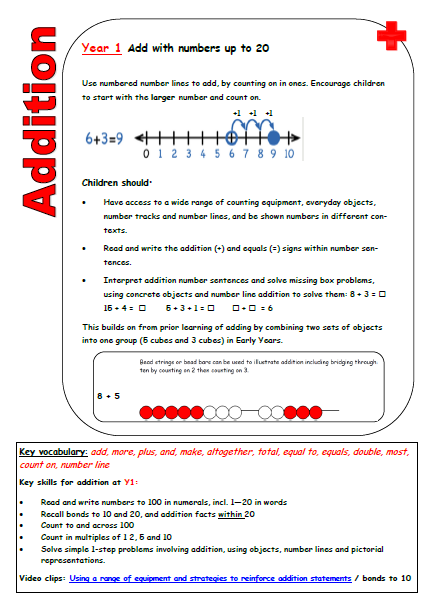 Addition
Year 1 Add with numbers up to 20
Use numbered number lines to add, by counting on in ones. Encourage children
to start with the larger number and count on.
+1 +1 +1
6+3=9
0 1 2 3 4 5 6 7 8 9 10
Children should:
• Have access to a wide range of counting equipment, everyday objects,
number tracks and number lines, and be shown numbers in different con-
texts.
• Read and write the addition (+) and equals (=) signs within number sen-
tences.
• Interpret addition number sentences and solve missing box problems,
using concrete objects and number line addition to solve them: 8 + 3 = □
15 + 4 = □ 5 + 3 + 1 = □ □ + □ = 6
This builds on from prior learning of adding by combining two sets of objects
into one group (5 cubes and 3 cubes) in Early Years.
Bead strings or bead bars can be used to illustrate addition including bridging through
ten by counting on 2 then counting on 3.
8 + 5
Key vocabulary: add, more, plus, and, make, altogether, total, equal to, equals, double, most,
count on, number line
Key skills for addition at Y1:
• Read and write numbers to 100 in numerals, incl. 1—20 in words
• Recall bonds to 10 and 20, and addition facts within 20
• Count to and across 100
• Count in multiples of 1 2, 5 and 10
• Solve simple 1-step problems involving addition, using objects, number lines and pictorial
representations.
Video clips: Using a range of equipment and strategies to reinforce addition statements / bonds to 10